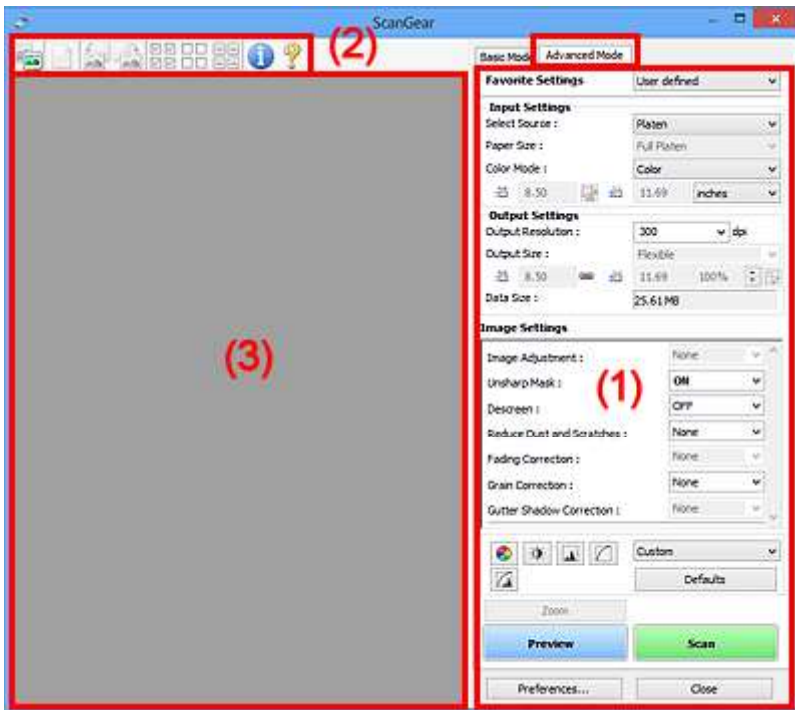 ScanGear
(2)
Basic Mode Advanced Mode
Favorite Settings User defined
Input Settings
Select Source : Platen
Paper Size : Full Platen
Color Mode : Color
8.50 11.69 inches
Output Settings
Output Resolution : 300 dpi
Output Size : Flexible
8.50 11.69 100%
Data Size : 25.61 MB
Image Settings
(3)
(1)
Image Adjustment : None
Unsharp Mask : ON
Descreen : OFF
Reduce Dust and Scratches : None
Fading Correction : None
Grain Correction : None
Gutter Shadow Correction : None
Custom
Defaults
Zoom
Preview Scan
Preferences... Close